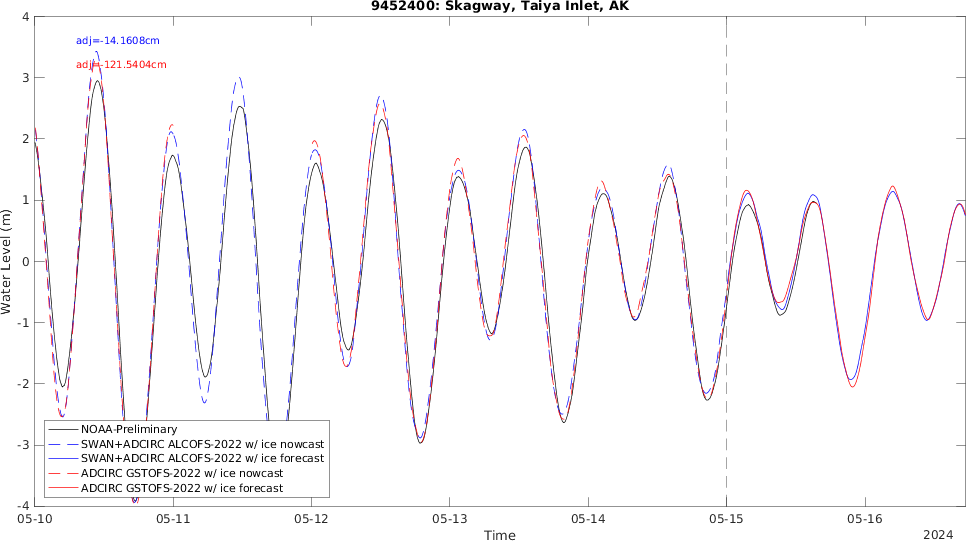 9452400: Skagway, Taiya Inlet, AK
4
3
2
1
0
-1
-2
-3
-4
Water Level (m)
adj=-14.1608cm
adj=-121.5404cm
NOAA-Preliminary
SWAN+ADCIRC ALCOFS-2022 w/ ice nowcast
SWAN+ADCIRC ALCOFS-2022 w/ ice forecast
ADCIRC GSTOFS-2022 w/ ice nowcast
ADCIRC GSTOFS-2022 w/ ice forecast
05-10 05-11 05-12 05-13 05-14 05-15 05-16
Time
2024